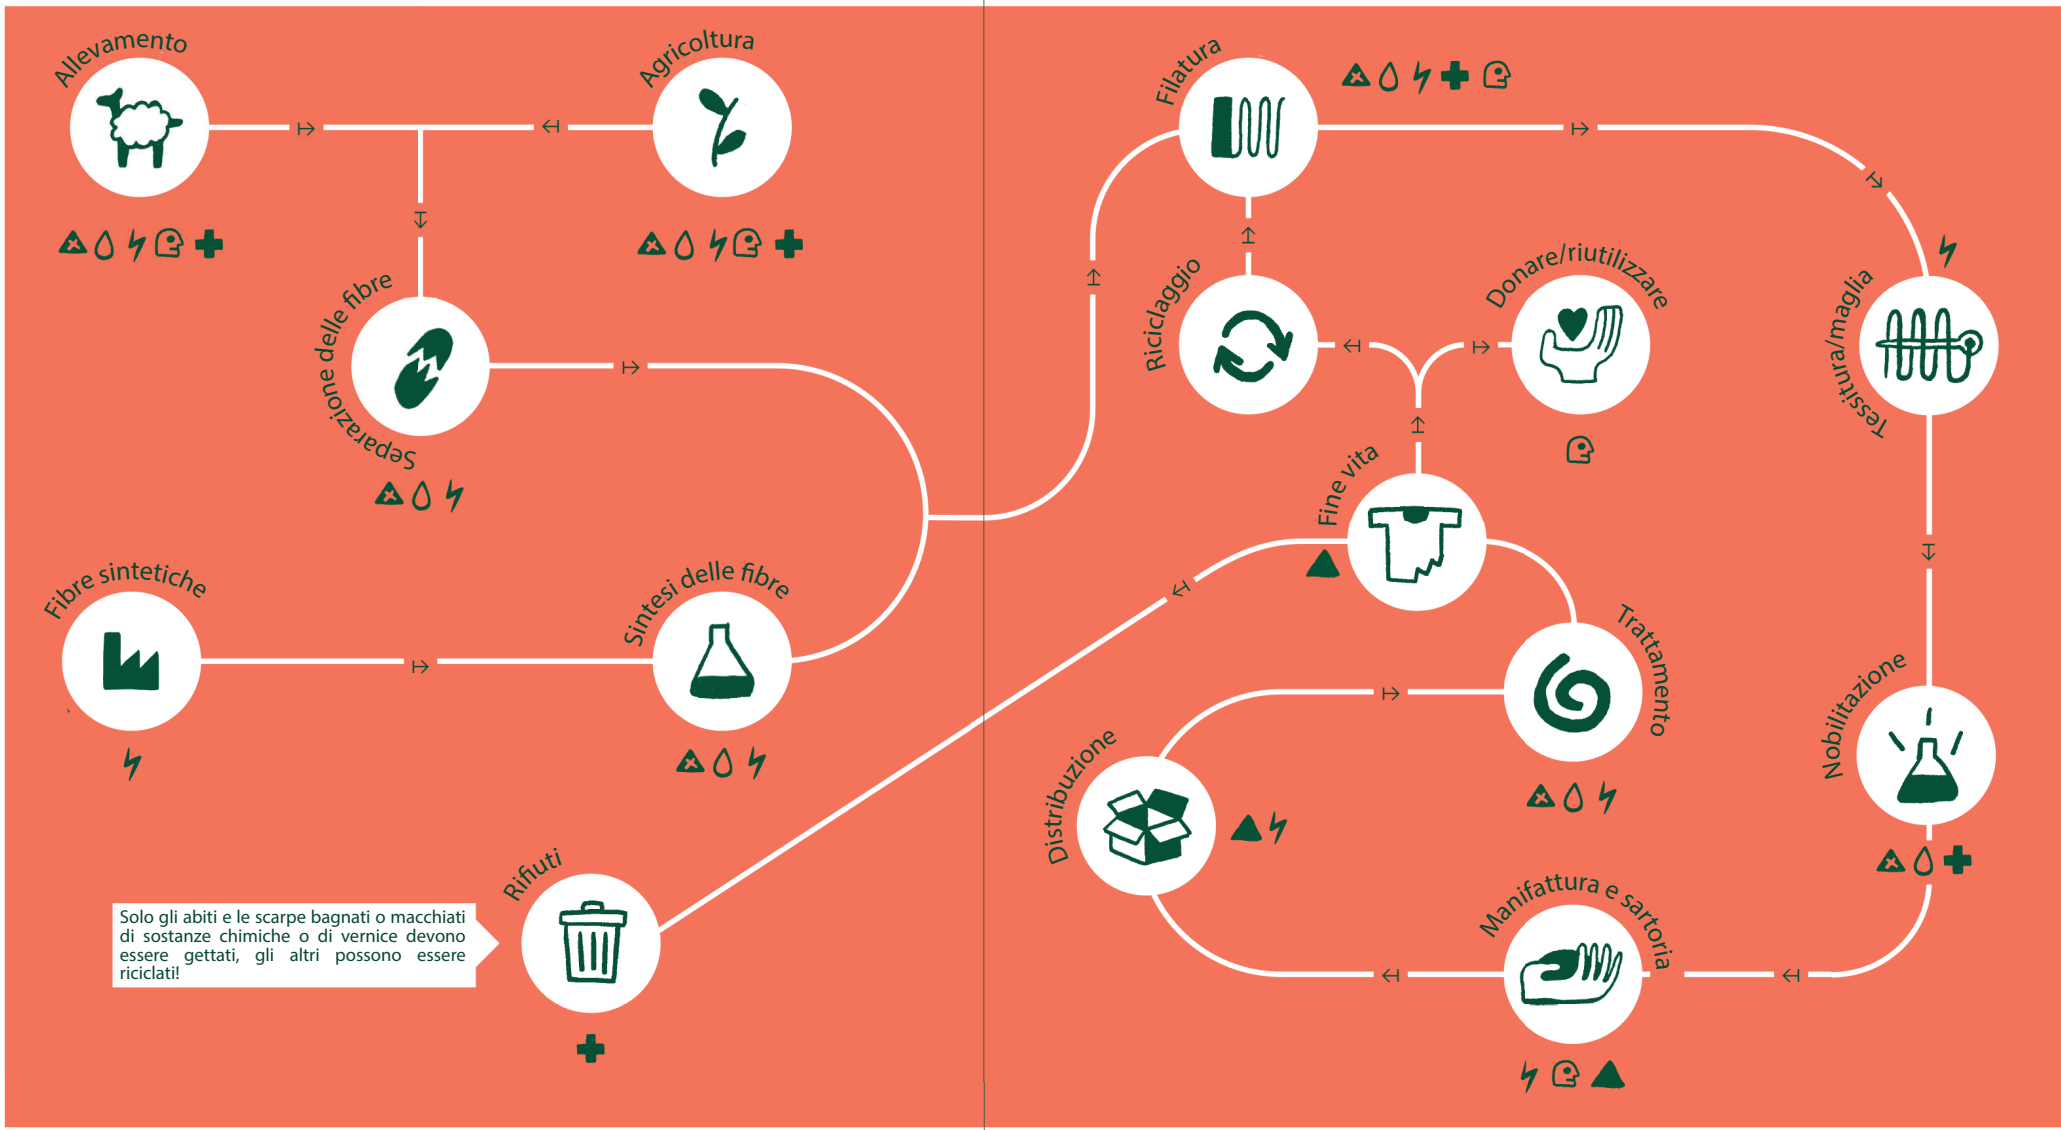 Allevamento
Agricoltura
Filatura
Separazione delle fibre
Riciclaggio
Donare/riutilizzare
Tessitura/maglia
Fine vita
Fibre sintetiche
Sintesi delle fibre
Trattamento
Nobilitazione
Distribuzione
Rifiuti
Manifattura e sartoria
Solo gli abiti e le scarpe bagnati o macchiati
di sostanze chimiche o di vernice devono
essere gettati, gli altri possono essere
riciclati!